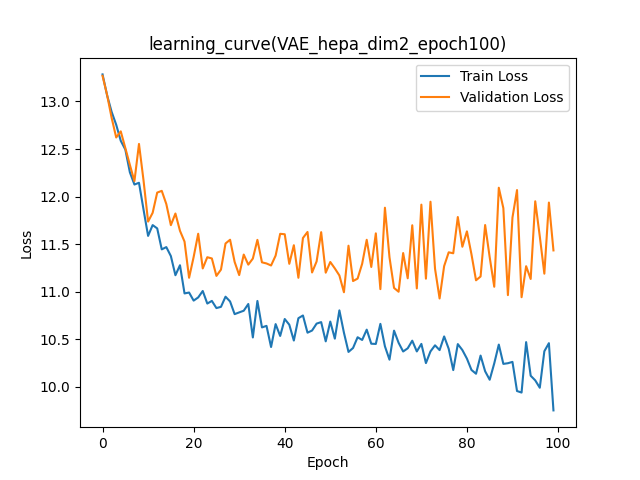 learning_curve(VAE_hepa_dim2_epoch100)
Train Loss
Validation Loss
13.0
12.5
12.0
11.5
11.0
10.5
10.0
Loss
0
20
40
60
80
100
Epoch